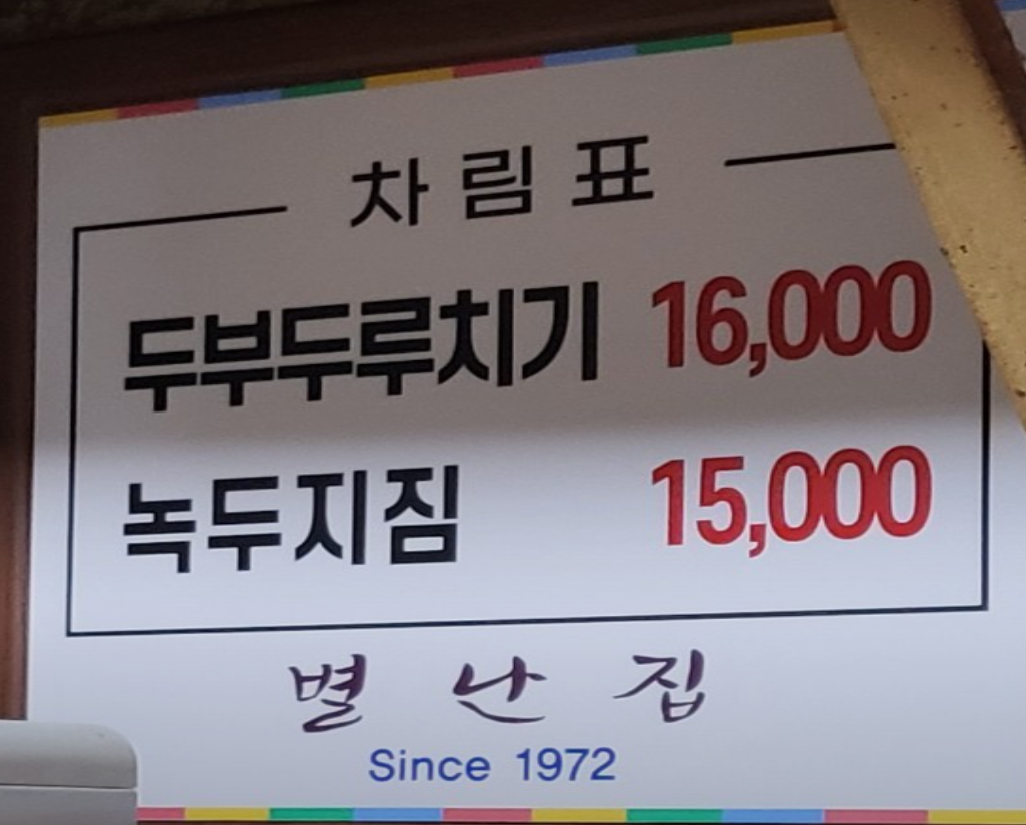 차림표
두부두루치기 16,000
녹두지짐 15,000
별난집
Since 1972